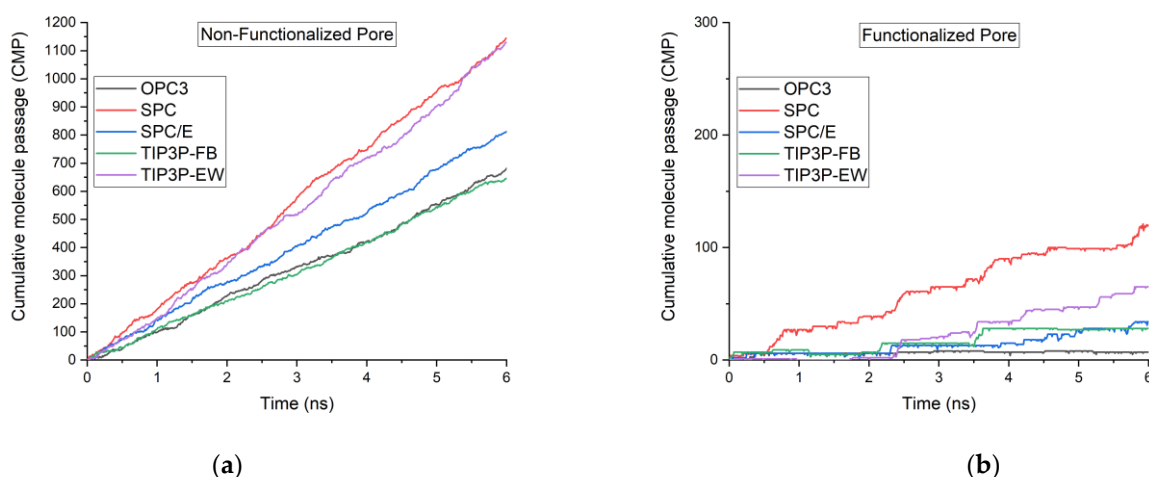 Non-Functionalized Pore
Cumulative molecule passage (CMP)
1200
1100
1000
900
800
700
600
500
400
300
200
100
0
OPC3
SPC
SPC/E
TIP3P-FB
TIP3P-EW
0 1 2 3 4 5 6
Time (ns)
(a)
Functionalized Pore
Cumulative molecule passage (CMP)
300
200
100
0
OPC3
SPC
SPC/E
TIP3P-FB
TIP3P-EW
0 1 2 3 4 5 6
Time (ns)
(b)